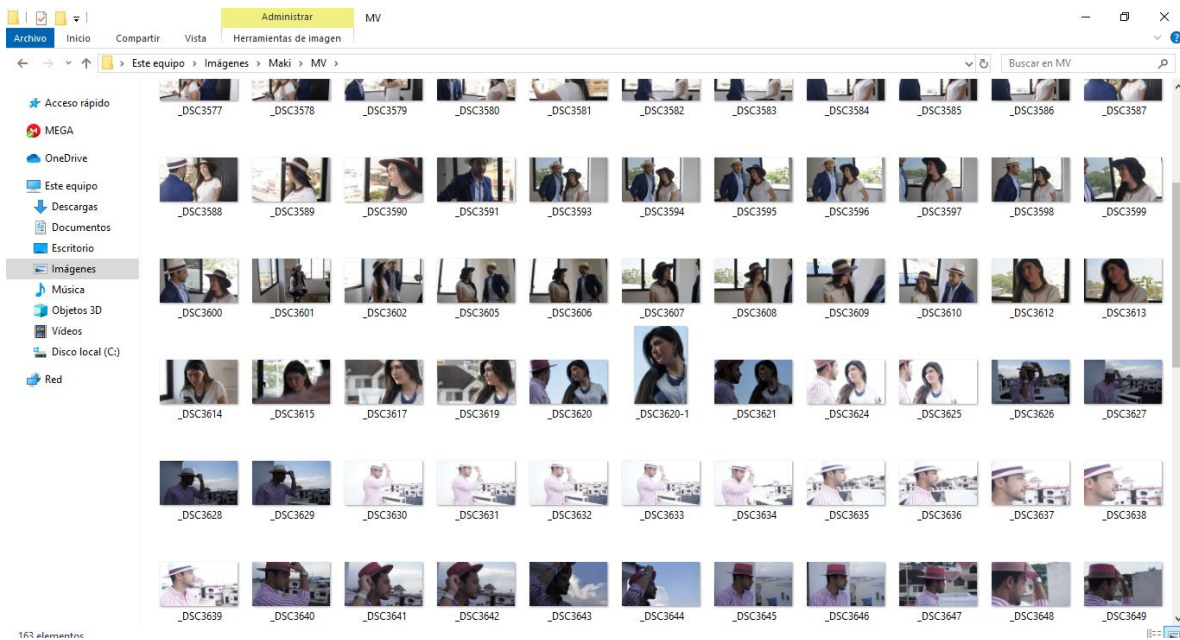 Administrar
MV
Archivo
Inicio
Compartir
Vista
Herramientas de imagen
Este equipo > Imágenes > Maki > MV >
Buscar en MV
Acceso rápido
MEGA
OneDrive
Este equipo
Descargas
Documentos
Escritorio
Imágenes
Música
Objetos 3D
Vídeos
Disco local (C:)
Red
_DSC3577 _DSC3578 _DSC3579 _DSC3580 _DSC3581 _DSC3582 _DSC3583 _DSC3584 _DSC3585 _DSC3586 _DSC3587
_DSC3588 _DSC3589 _DSC3590 _DSC3591 _DSC3593 _DSC3594 _DSC3595 _DSC3596 _DSC3597 _DSC3598 _DSC3599
_DSC3600 _DSC3601 _DSC3602 _DSC3605 _DSC3606 _DSC3607 _DSC3608 _DSC3609 _DSC3610 _DSC3612 _DSC3613
_DSC3614 _DSC3615 _DSC3617 _DSC3619 _DSC3620 _DSC3620-1 _DSC3621 _DSC3624 _DSC3625 _DSC3626 _DSC3627
_DSC3628 _DSC3629 _DSC3630 _DSC3631 _DSC3632 _DSC3633 _DSC3634 _DSC3635 _DSC3636 _DSC3637 _DSC3638
_DSC3639 _DSC3640 _DSC3641 _DSC3642 _DSC3643 _DSC3644 _DSC3645 _DSC3646 _DSC3647 _DSC3648 _DSC3649
163 elementos